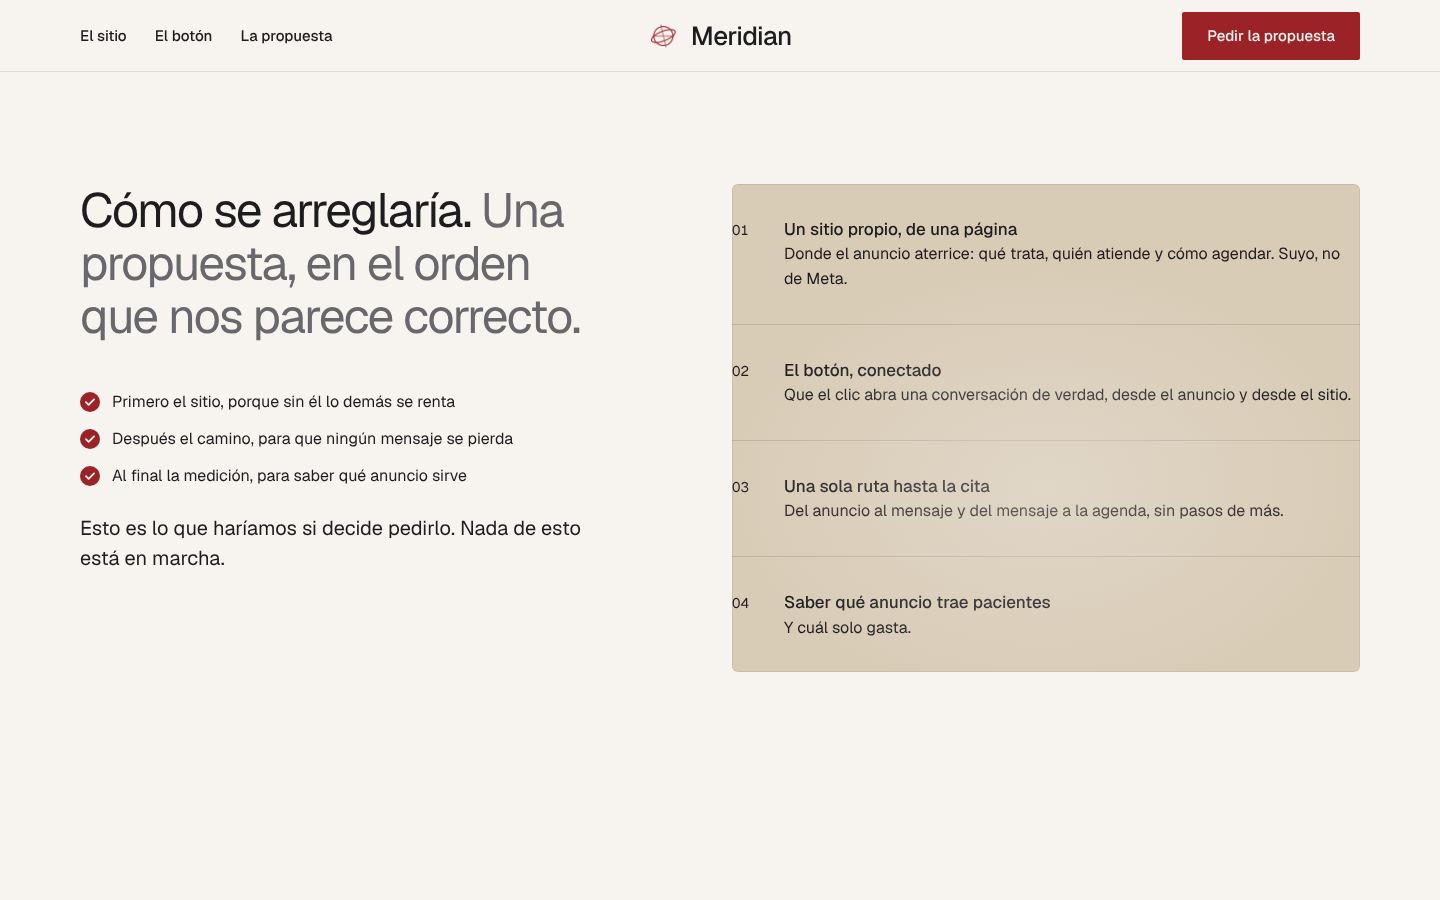 El sitio
El botón
La propuesta
Meridian
Pedir la propuesta
Cómo se arreglaría. Una
propuesta, en el orden
que nos parece correcto.
Primero el sitio, porque sin él lo demás se renta
Después el camino, para que ningún mensaje se pierda
Al final la medición, para saber qué anuncio sirve
Esto es lo que haríamos si decide pedirlo. Nada de esto
está en marcha.
01
Un sitio propio, de una página
Donde el anuncio aterrice: qué trata, quién atiende y cómo agendar. Suyo, no
de Meta.
02
El botón, conectado
Que el clic abra una conversación de verdad, desde el anuncio y desde el sitio.
03
Una sola ruta hasta la cita
Del anuncio al mensaje y del mensaje a la agenda, sin pasos de más.
04
Saber qué anuncio trae pacientes
Y cuál solo gasta.